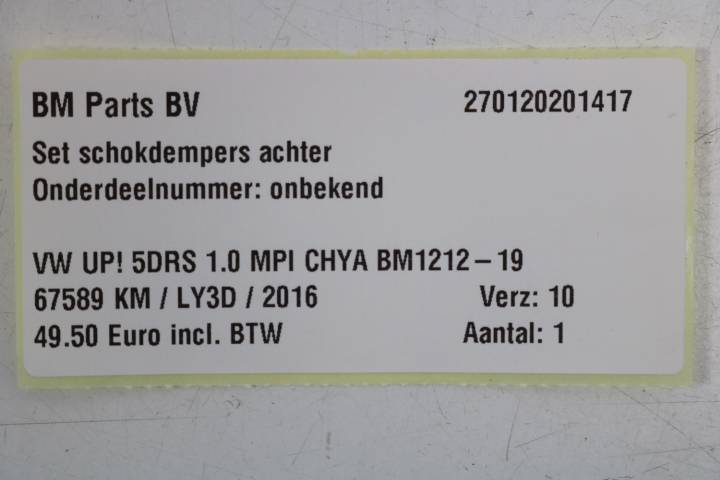 BM Parts BV 270120201417
Set schokdempers achter
Onderdeelnummer: onbekend
VW UP! 5DRS 1.0 MPI CHYA BM1212-19
67589 KM / LY3D / 2016 Verz: 10
49.50 Euro incl. BTW Aantal: 1